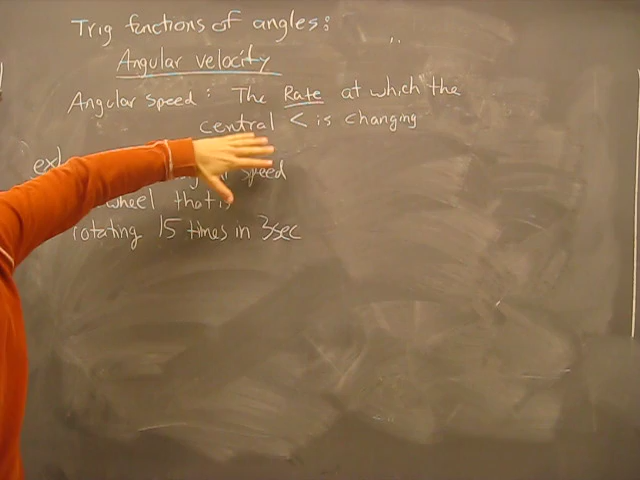 Trig functions of angles:
Angular velocity
Angular Speed: The Rate at which the
central < is changing
ex)
speed
wheel that is
rotating 15 times in 3sec